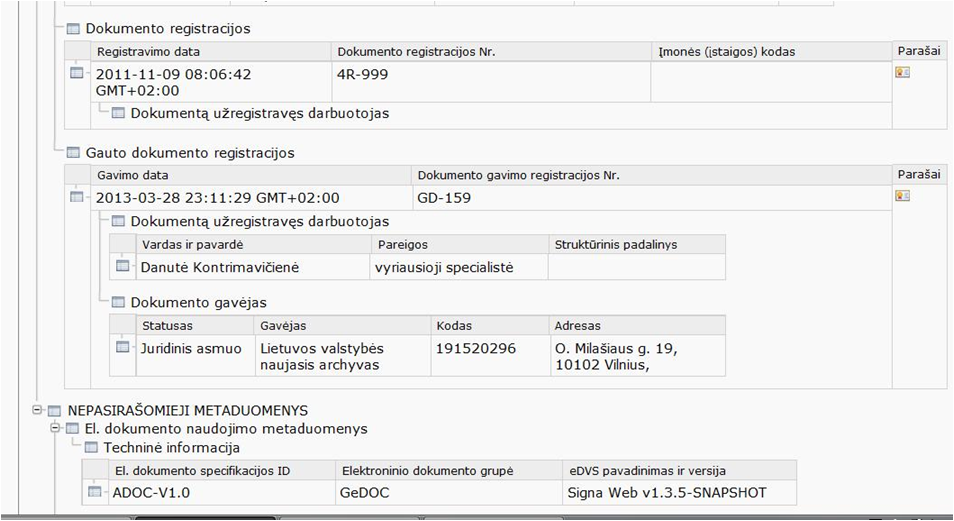 Dokumento registracijos
Registravimo data Dokumento registracijos Nr. Įmonės (įstaigos) kodas Parašai
2011-11-09 08:06:42 4R-999
GMT+02:00
Dokumentą užregistravęs darbuotojas
Gauto dokumento registracijos
Gavimo data Dokumento gavimo registracijos Nr. Parašai
2013-03-28 23:11:29 GMT+02:00 GD-159
Dokumentą užregistravęs darbuotojas
Vardas ir pavardė Pareigos Struktūrinis padalinys
Danutė Kontrimavičienė vyriausioji specialistė
Dokumento gavėjas
Statusas Gavėjas Kodas Adresas
Juridinis asmuo Lietuvos valstybės 191520296 O. Milašiaus g. 19,
naujasis archyvas 10102 Vilnius,
NEPASIRAŠOMIEJI METADUOMENYS
El. dokumento naudojimo metaduomenys
Techninė informacija
El. dokumento specifikacijos ID Elektroninio dokumento grupė eDVS pavadinimas ir versija
ADOC-V1.0 GeDOC Signa Web v1.3.5-SNAPSHOT